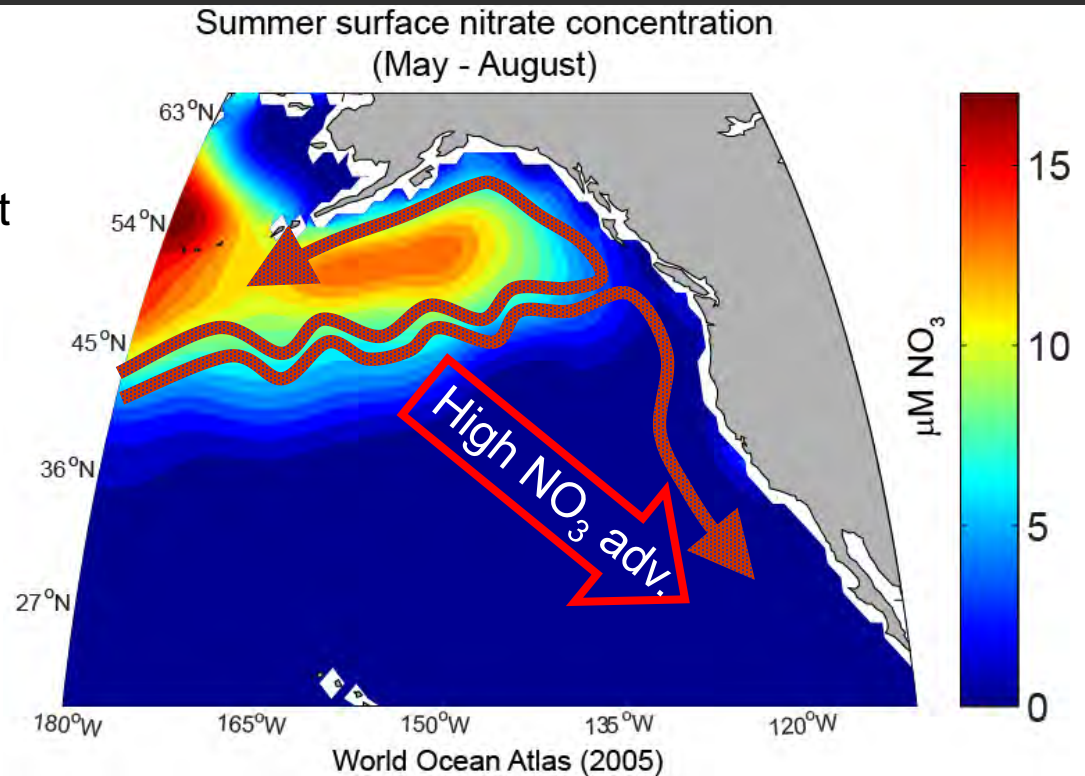 Summer surface nitrate concentration
(May - August)
63°N
54 °N
45°N
36°N
27°N
180°W
165°W
150°W
135°W
120°W
World Ocean Atlas (2005)
High NO₃ adv.
15
10
5
0
μM NO₃
t